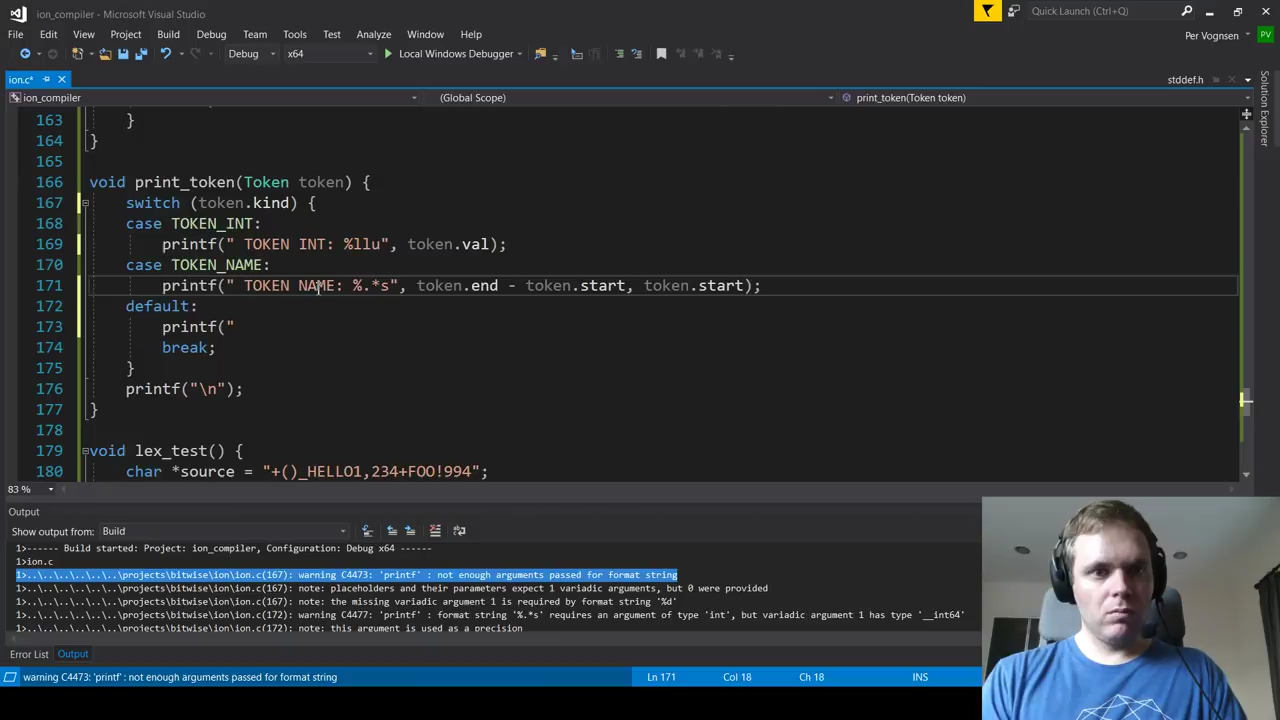 ion_compiler - Microsoft Visual Studio
Quick Launch (Ctrl+Q)
File Edit View Project Build Debug Team Tools Test Analyze Window Help
Per Vognsen PV
Debug x64 Local Windows Debugger
ion.c*
stddef.h
ion_compiler (Global Scope) print_token(Token token)
163 }
164 }
165
166 void print_token(Token token) {
167 switch (token.kind) {
168 case TOKEN_INT:
169 printf(" TOKEN INT: %llu", token.val);
170 case TOKEN_NAME:
171 printf(" TOKEN NAME: %.*s", token.end - token.start, token.start);
172 default:
173 printf("
174 break;
175 }
176 printf("\n");
177 }
178
179 void lex_test() {
180 char *source = "+()_HELLO1,234+FOO!994";
83 %
Output
Show output from: Build
1>------ Build started: Project: ion_compiler, Configuration: Debug x64 ------
1>ion.c
1>..\..\..\..\..\projects\bitwise\ion\ion.c(167): warning C4473: 'printf' : not enough arguments passed for format string
1>..\..\..\..\..\projects\bitwise\ion\ion.c(167): note: placeholders and their parameters expect 1 variadic arguments, but 0 were provided
1>..\..\..\..\..\projects\bitwise\ion\ion.c(167): note: the missing variadic argument 1 is required by format string '%d'
1>..\..\..\..\..\projects\bitwise\ion\ion.c(172): warning C4477: 'printf' : format string '%.*s' requires an argument of type 'int', but variadic argument 1 has type '__int64'
1>..\..\..\..\..\projects\bitwise\ion\ion.c(172): note: this argument is used as a precision
Error List Output
warning C4473: 'printf' : not enough arguments passed for format string
Ln 171 Col 18 Ch 18 INS
Solution Explorer